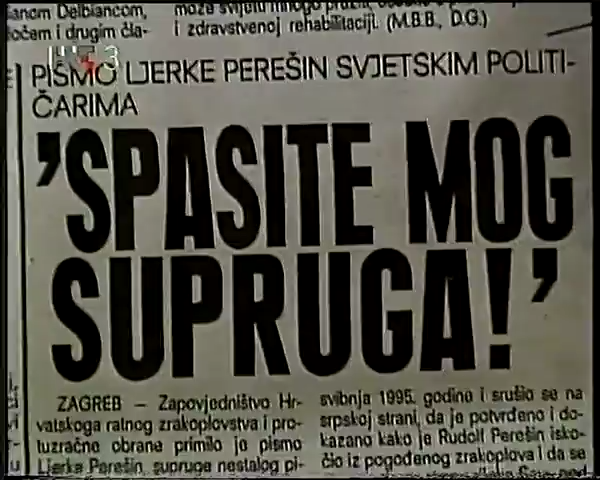 može svijetu mnogo
Delbiancom,
očem i drugim čla-
i zdravstvenoj rehabilitaciji. (M.B.B., D.G.)
3
PISMO LJERKE PEREŠIN SVJETSKIM POLITI-
ČARIMA
'SPASITE MOG
SUPRUGA!'
ZAGREB – Zapovjedništvo Hr-
vatskoga ratnog zrakoplovstva i pro-
tuzračne obrane primilo je pismo
Ljerke Perešin, supruge nestalog pi-
svibnja 1995. godine i srušio se na
srpskoj strani, da je potvrđeno i do-
kazano kako je Rudolf Perešin isko-
čio iz pogođenog zrakoplova i da se